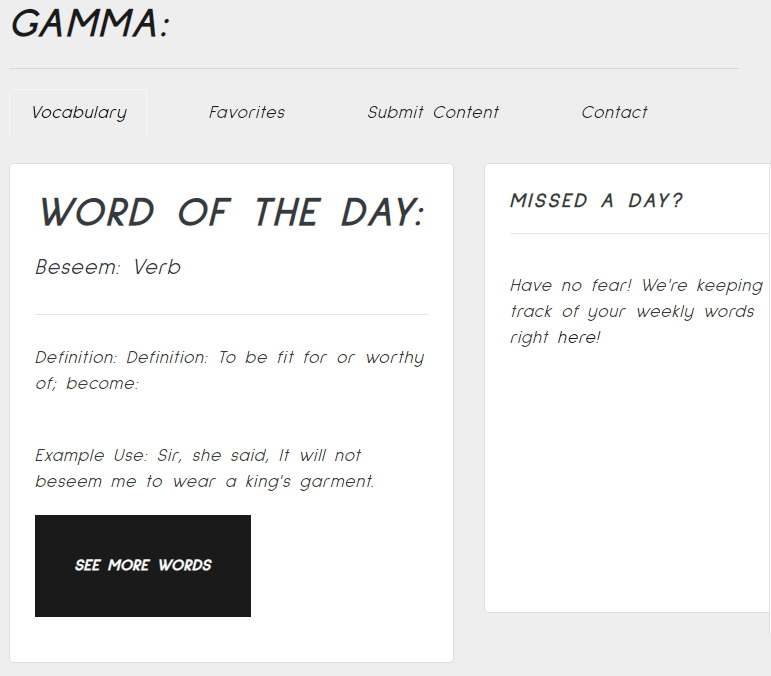 GAMMA:
Vocabulary Favorites Submit Content Contact
WORD OF THE DAY:
Beseem: Verb
Definition: Definition: To be fit for or worthy
of; become:
Example Use: Sir, she said, It will not
beseem me to wear a king's garment.
SEE MORE WORDS
MISSED A DAY?
Have no fear! We're keeping
track of your weekly words
right here!